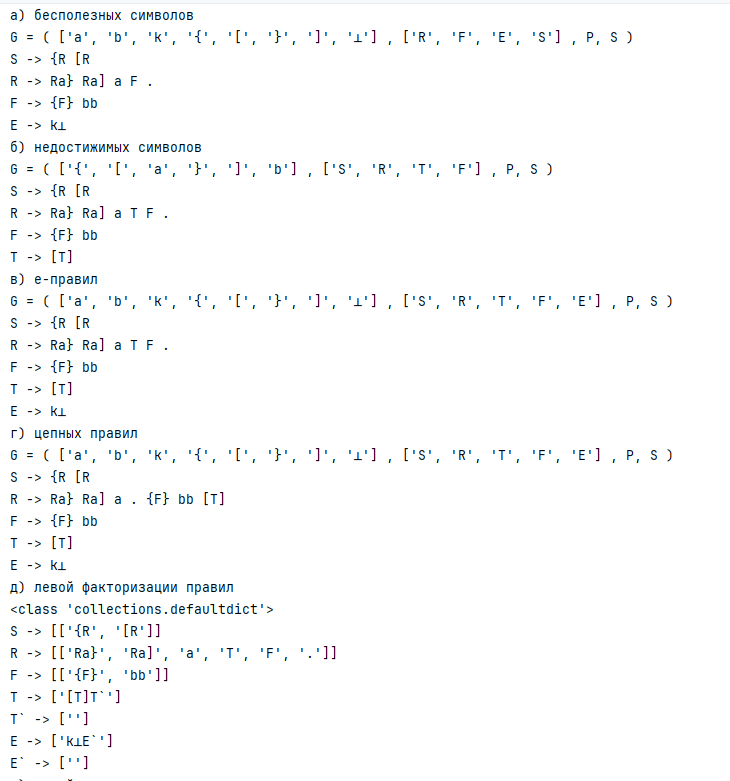 а) бесполезных символов
G = ( ['a', 'b', 'k', '{', '[', '}', ']', '⊥'] , ['R', 'F', 'E', 'S'] , P, S )
S -> {R [R
R -> Ra} Ra] a F .
F -> {F} bb
E -> k⊥
б) недостижимых символов
G = ( ['{', '[', 'a', '}', ']', 'b'] , ['S', 'R', 'T', 'F'] , P, S )
S -> {R [R
R -> Ra} Ra] a T F .
F -> {F} bb
T -> [T]
в) е-правил
G = ( ['a', 'b', 'k', '{', '[', '}', ']', '⊥'] , ['S', 'R', 'T', 'F', 'E'] , P, S )
S -> {R [R
R -> Ra} Ra] a T F .
F -> {F} bb
T -> [T]
E -> k⊥
г) цепных правил
G = ( ['a', 'b', 'k', '{', '[', '}', ']', '⊥'] , ['S', 'R', 'T', 'F', 'E'] , P, S )
S -> {R [R
R -> Ra} Ra] a . {F} bb [T]
F -> {F} bb
T -> [T]
E -> k⊥
д) левой факторизации правил
<class 'collections.defaultdict'>
S -> [['{R', '[R']]
R -> [['Ra}', 'Ra]', 'a', 'T', 'F', '.']]
F -> [['{F}', 'bb']]
T -> ['[T]T`']
T` -> ['']
E -> ['k⊥E`']
E` -> ['']